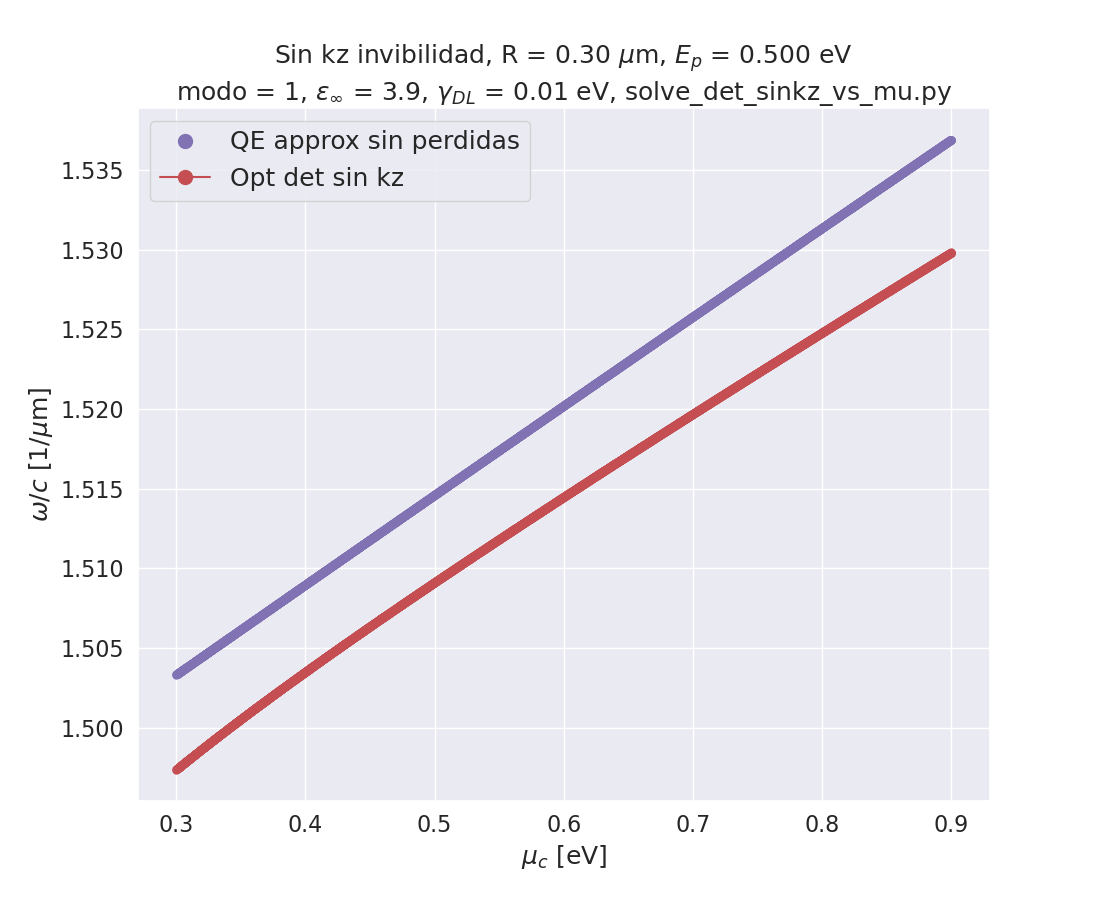 Sin kz invibilidad, R = 0.30 μm, E_p = 0.500 eV
modo = 1, ε_∞ = 3.9, γ_DL = 0.01 eV, solve_det_sinkz_vs_mu.py
QE approx sin perdidas
Opt det sin kz
1.535
1.530
1.525
1.520
1.515
1.510
1.505
1.500
ω/c [1/μm]
0.3 0.4 0.5 0.6 0.7 0.8 0.9
μ_c [eV]